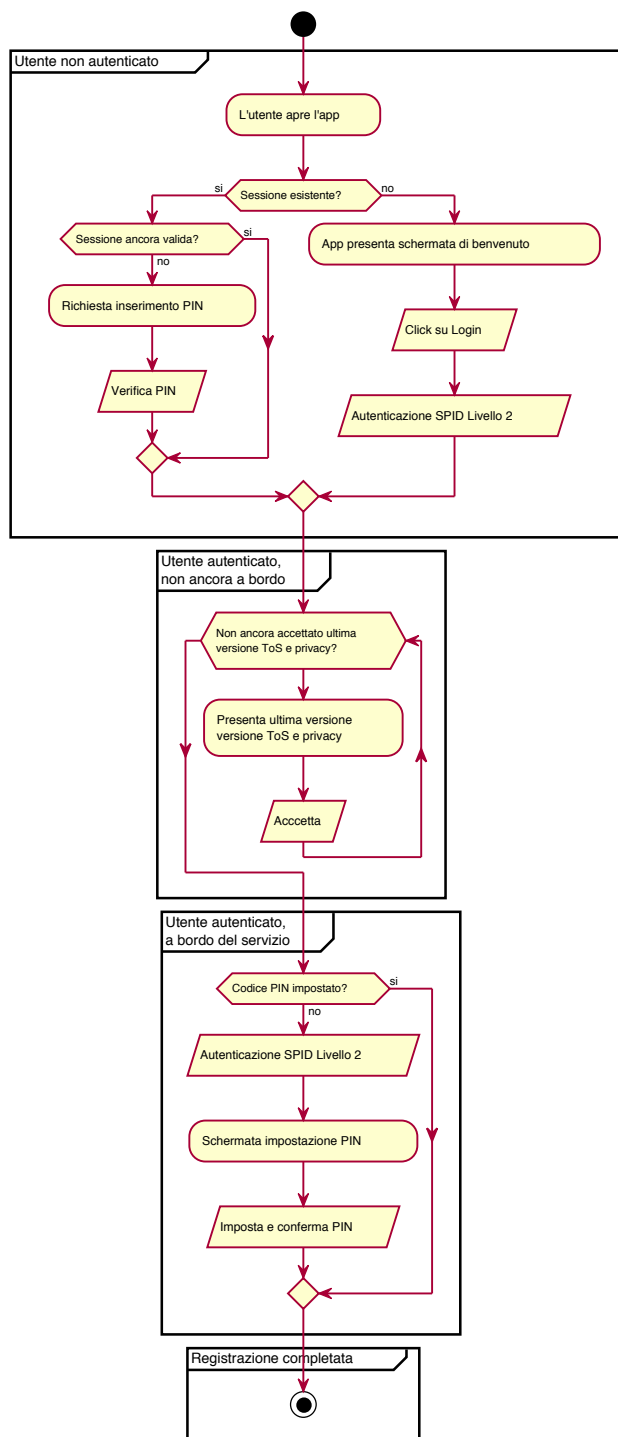 Utente non autenticato
L'utente apre l'app
si
Sessione esistente?
no
Sessione ancora valida?
si
App presenta schermata di benvenuto
no
Richiesta inserimento PIN
Click su Login
Verifica PIN
Autenticazione SPID Livello 2
Utente autenticato,
non ancora a bordo
Non ancora accettato ultima
versione ToS e privacy?
Presenta ultima versione
versione ToS e privacy
Acccetta
Utente autenticato,
a bordo del servizio
Codice PIN impostato?
si
no
Autenticazione SPID Livello 2
Schermata impostazione PIN
Imposta e conferma PIN
Registrazione completata